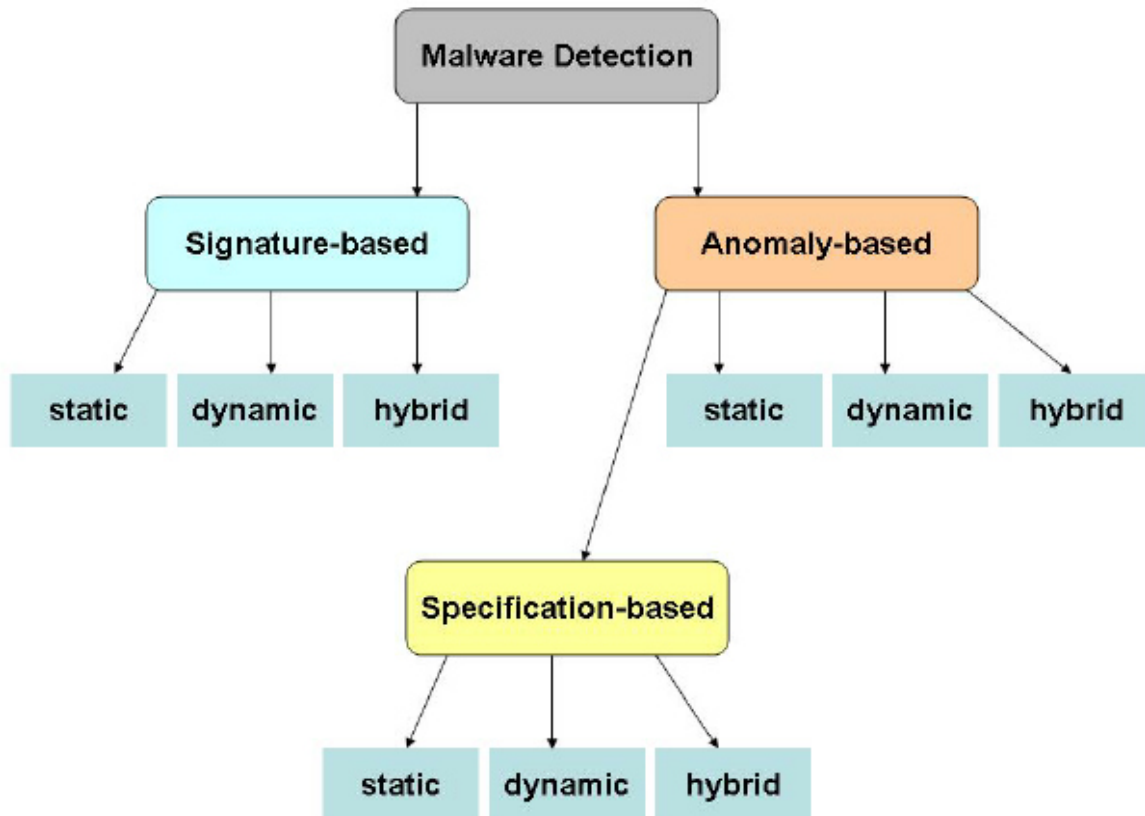 Malware Detection
Signature-based
Anomaly-based
static
dynamic
hybrid
static
dynamic
hybrid
Specification-based
static
dynamic
hybrid